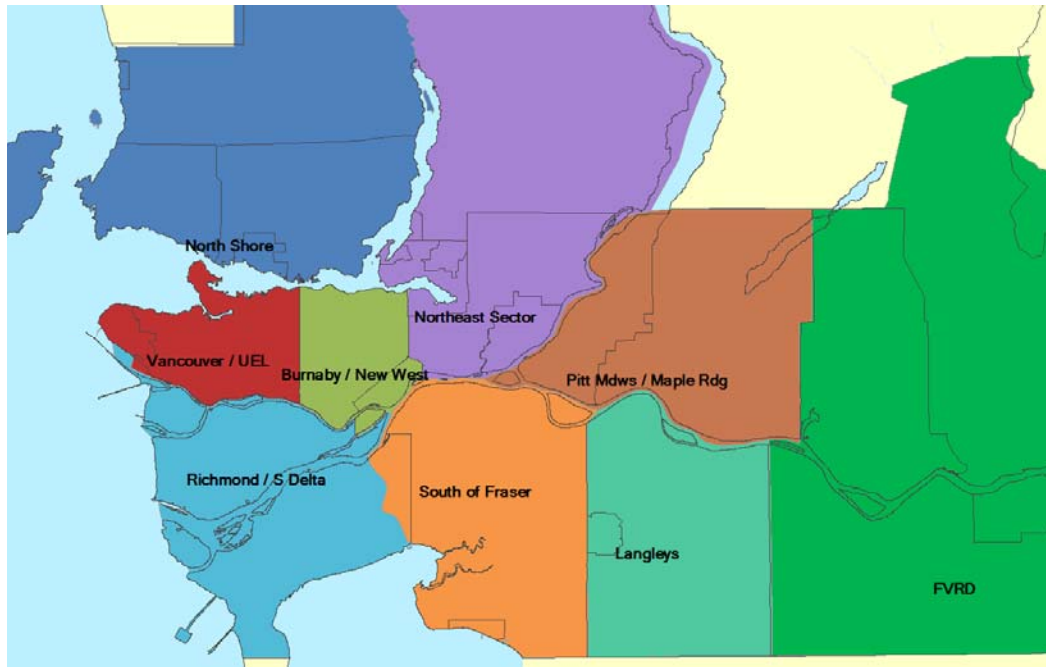 North Shore
Northeast Sector
Vancouver / UEL
Burnaby / New West
Pitt Mdws / Maple Rdg
Richmond / S Delta
South of Fraser
Langleys
FVRD